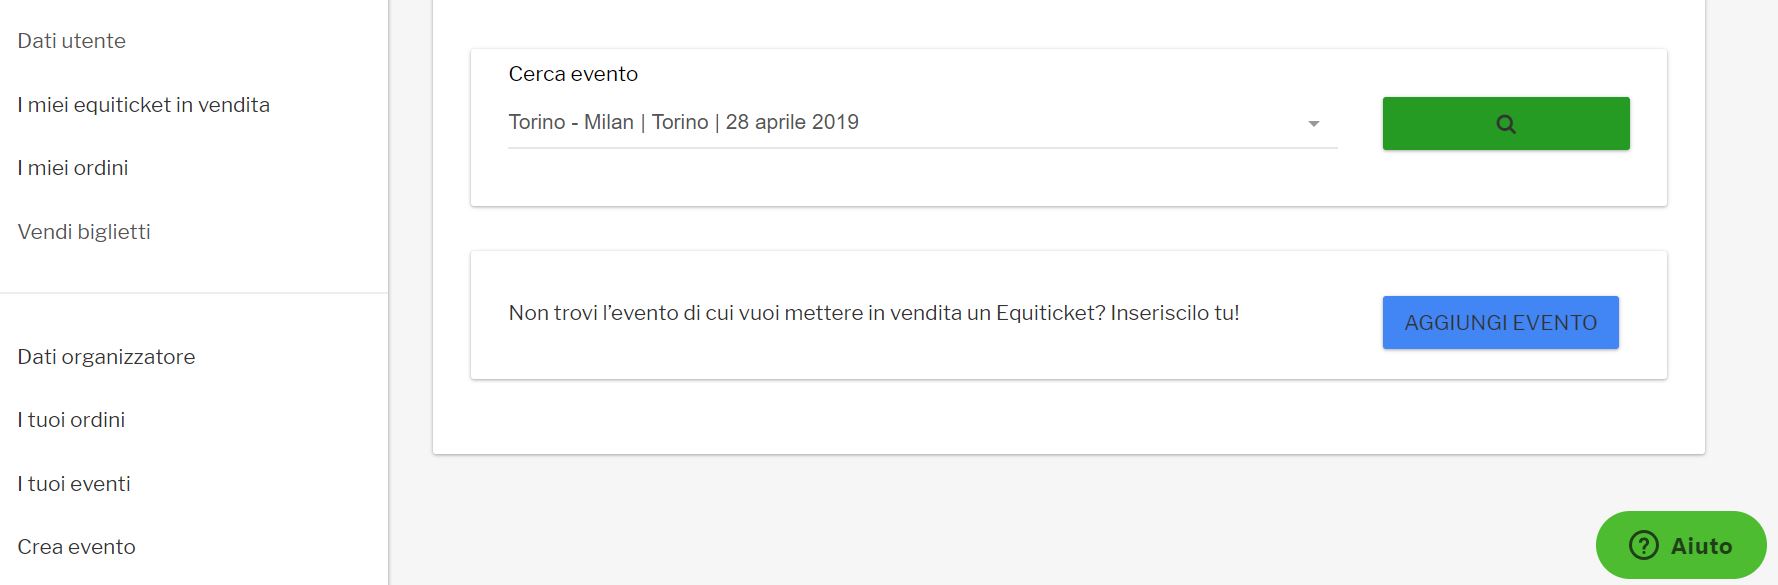 Dati utente
I miei equiticket in vendita
I miei ordini
Vendi biglietti
Dati organizzatore
I tuoi ordini
I tuoi eventi
Crea evento
Cerca evento
Torino - Milan | Torino | 28 aprile 2019
Non trovi l’evento di cui vuoi mettere in vendita un Equiticket? Inseriscilo tu!
AGGIUNGI EVENTO
Aiuto